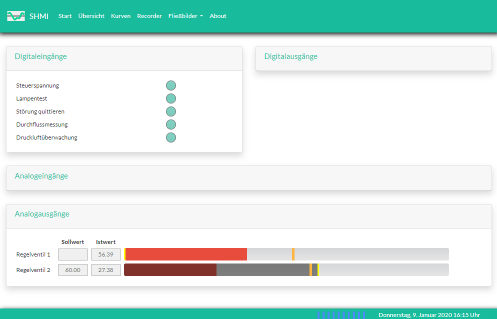 SHMI Start Übersicht Kurven Recorder Fließbilder About
Digitaleingänge
Digitalausgänge
Steuerspannung
Lampentest
Störung quittieren
Durchflussmessung
Druckluftüberwachung
Analogeingänge
Analogausgänge
Sollwert Istwert
Regelventil 1 56.39
Regelventil 2 60.00 27.38
Donnerstag, 9. Januar 2020 16:15 Uhr